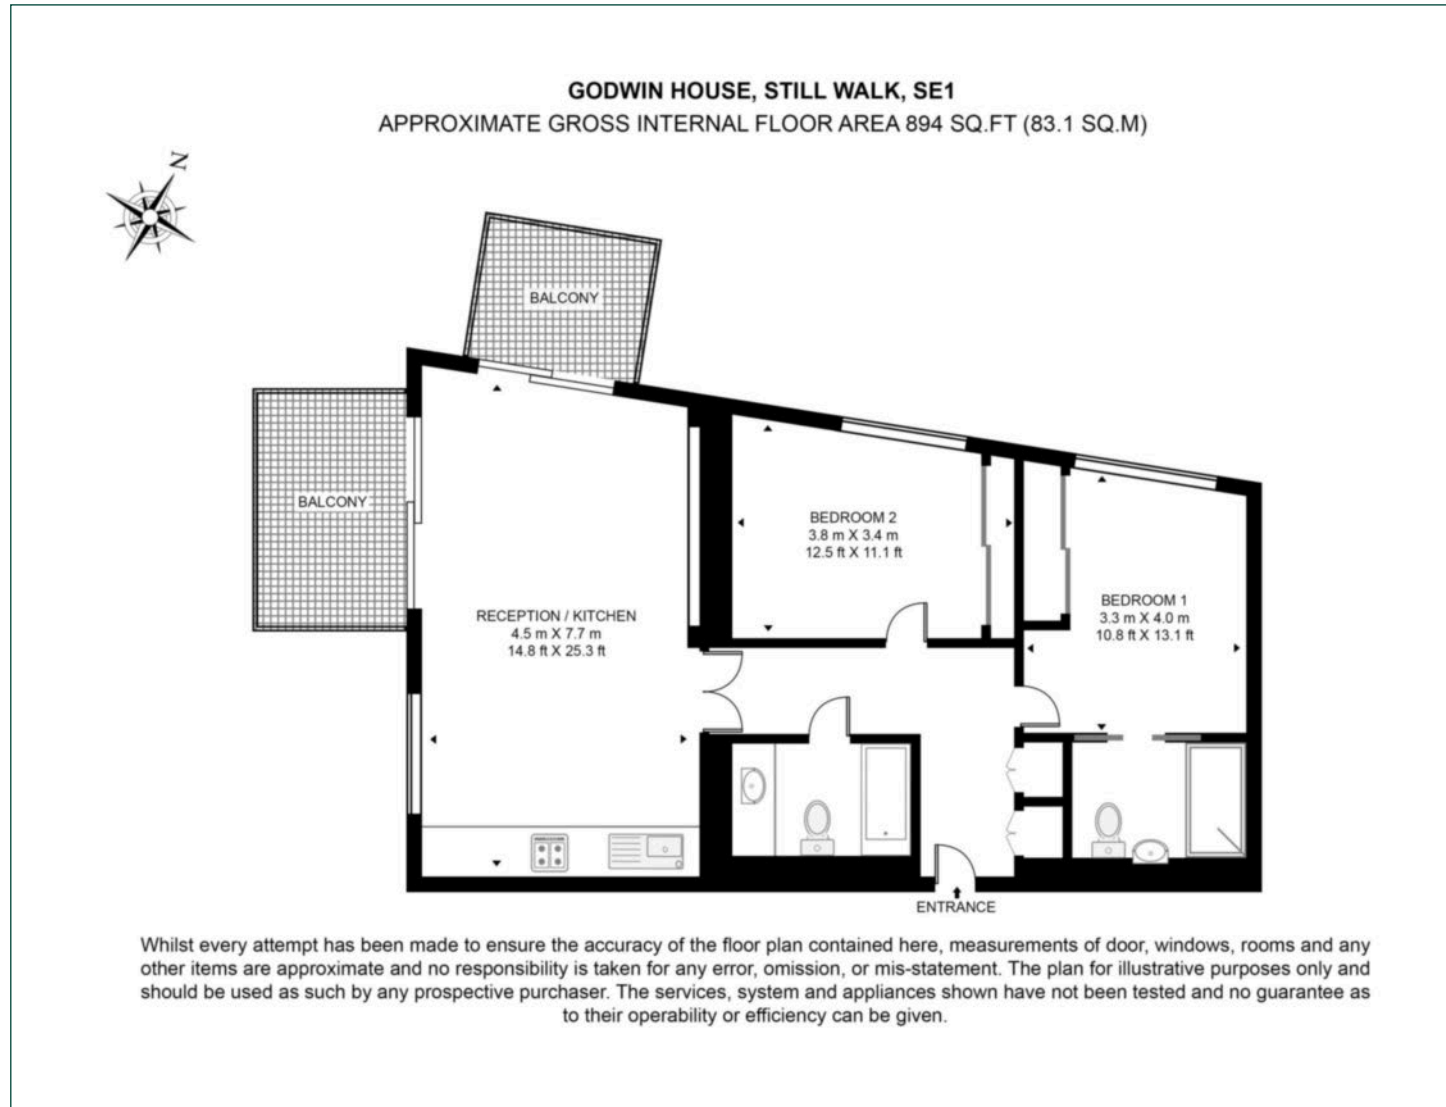 GODWIN HOUSE, STILL WALK, SE1
APPROXIMATE GROSS INTERNAL FLOOR AREA 894 SQ.FT (83.1 SQ.M)
N
BALCONY
BALCONY
BEDROOM 2
3.8 m X 3.4 m
12.5 ft X 11.1 ft
RECEPTION / KITCHEN
4.5 m X 7.7 m
14.8 ft X 25.3 ft
BEDROOM 1
3.3 m X 4.0 m
10.8 ft X 13.1 ft
ENTRANCE
Whilst every attempt has been made to ensure the accuracy of the floor plan contained here, measurements of door, windows, rooms and any
other items are approximate and no responsibility is taken for any error, omission, or mis-statement. The plan for illustrative purposes only and
should be used as such by any prospective purchaser. The services, system and appliances shown have not been tested and no guarantee as
to their operability or efficiency can be given.